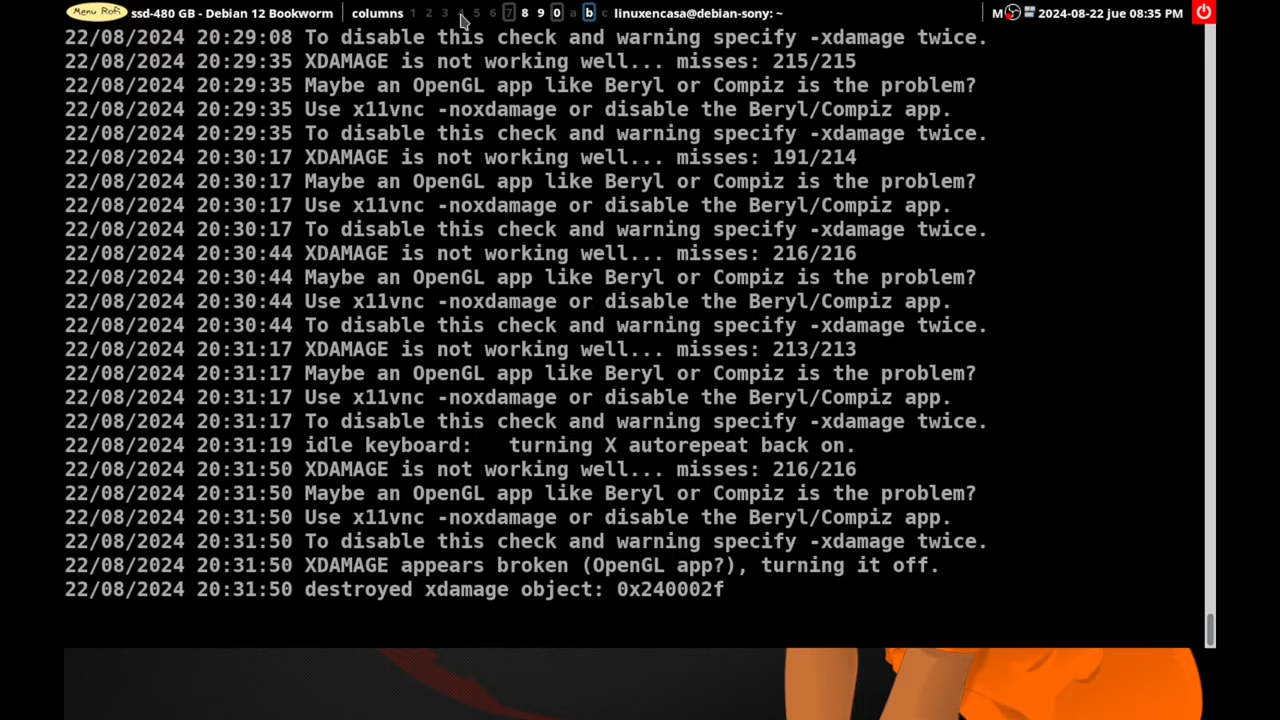 Menu Rofi ssd-480 GB - Debian 12 Bookworm columns 1 2 3 4 5 6 7 8 9 0 a b c linuxencasa@debian-sony: ~ M 2024-08-22 jue 08:35 PM
22/08/2024 20:29:08 To disable this check and warning specify -xdamage twice.
22/08/2024 20:29:35 XDAMAGE is not working well... misses: 215/215
22/08/2024 20:29:35 Maybe an OpenGL app like Beryl or Compiz is the problem?
22/08/2024 20:29:35 Use x11vnc -noxdamage or disable the Beryl/Compiz app.
22/08/2024 20:29:35 To disable this check and warning specify -xdamage twice.
22/08/2024 20:30:17 XDAMAGE is not working well... misses: 191/214
22/08/2024 20:30:17 Maybe an OpenGL app like Beryl or Compiz is the problem?
22/08/2024 20:30:17 Use x11vnc -noxdamage or disable the Beryl/Compiz app.
22/08/2024 20:30:17 To disable this check and warning specify -xdamage twice.
22/08/2024 20:30:44 XDAMAGE is not working well... misses: 216/216
22/08/2024 20:30:44 Maybe an OpenGL app like Beryl or Compiz is the problem?
22/08/2024 20:30:44 Use x11vnc -noxdamage or disable the Beryl/Compiz app.
22/08/2024 20:30:44 To disable this check and warning specify -xdamage twice.
22/08/2024 20:31:17 XDAMAGE is not working well... misses: 213/213
22/08/2024 20:31:17 Maybe an OpenGL app like Beryl or Compiz is the problem?
22/08/2024 20:31:17 Use x11vnc -noxdamage or disable the Beryl/Compiz app.
22/08/2024 20:31:17 To disable this check and warning specify -xdamage twice.
22/08/2024 20:31:19 idle keyboard:   turning X autorepeat back on.
22/08/2024 20:31:50 XDAMAGE is not working well... misses: 216/216
22/08/2024 20:31:50 Maybe an OpenGL app like Beryl or Compiz is the problem?
22/08/2024 20:31:50 Use x11vnc -noxdamage or disable the Beryl/Compiz app.
22/08/2024 20:31:50 To disable this check and warning specify -xdamage twice.
22/08/2024 20:31:50 XDAMAGE appears broken (OpenGL app?), turning it off.
22/08/2024 20:31:50 destroyed xdamage object: 0x240002f